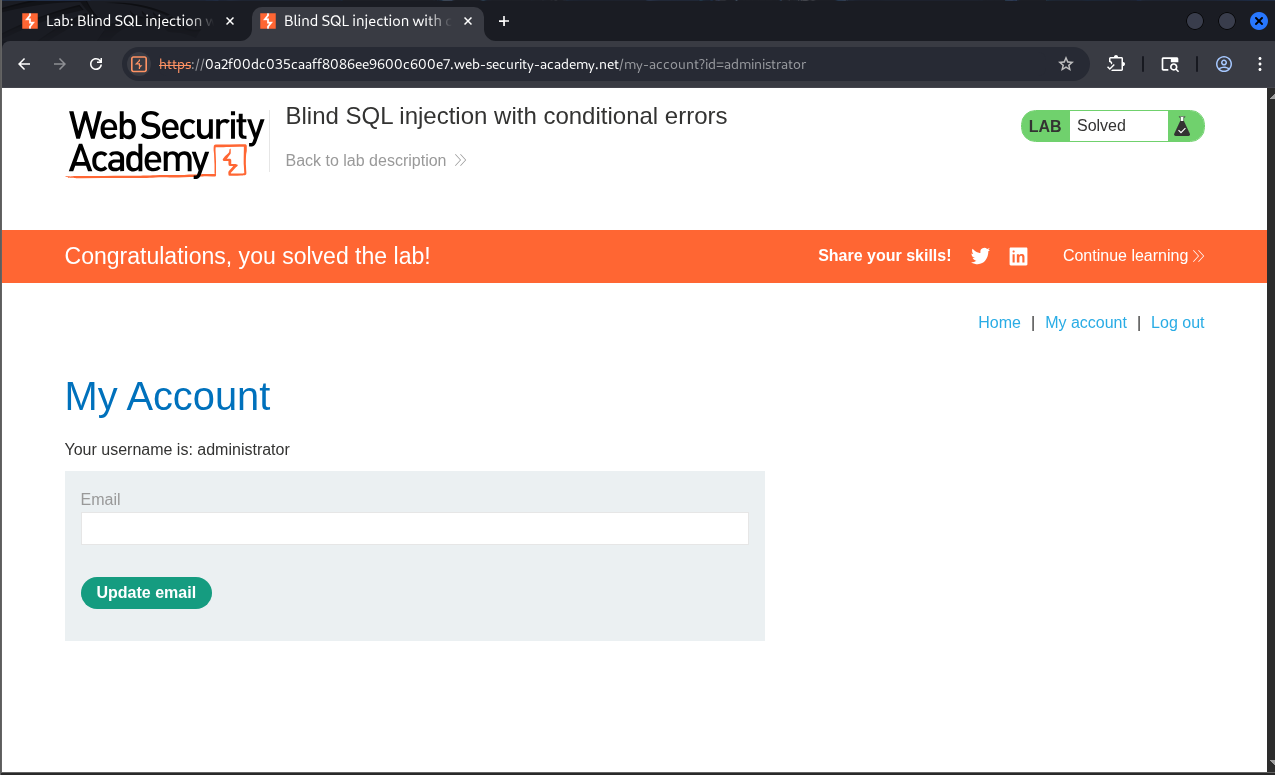 Lab: Blind SQL injection w
Blind SQL injection with c
https://0a2f00dc035caaff8086ee9600c600e7.web-security-academy.net/my-account?id=administrator
Web Security
Academy
Blind SQL injection with conditional errors
Back to lab description
LAB Solved
Congratulations, you solved the lab!
Share your skills!
Continue learning
Home | My account | Log out
My Account
Your username is: administrator
Email
Update email